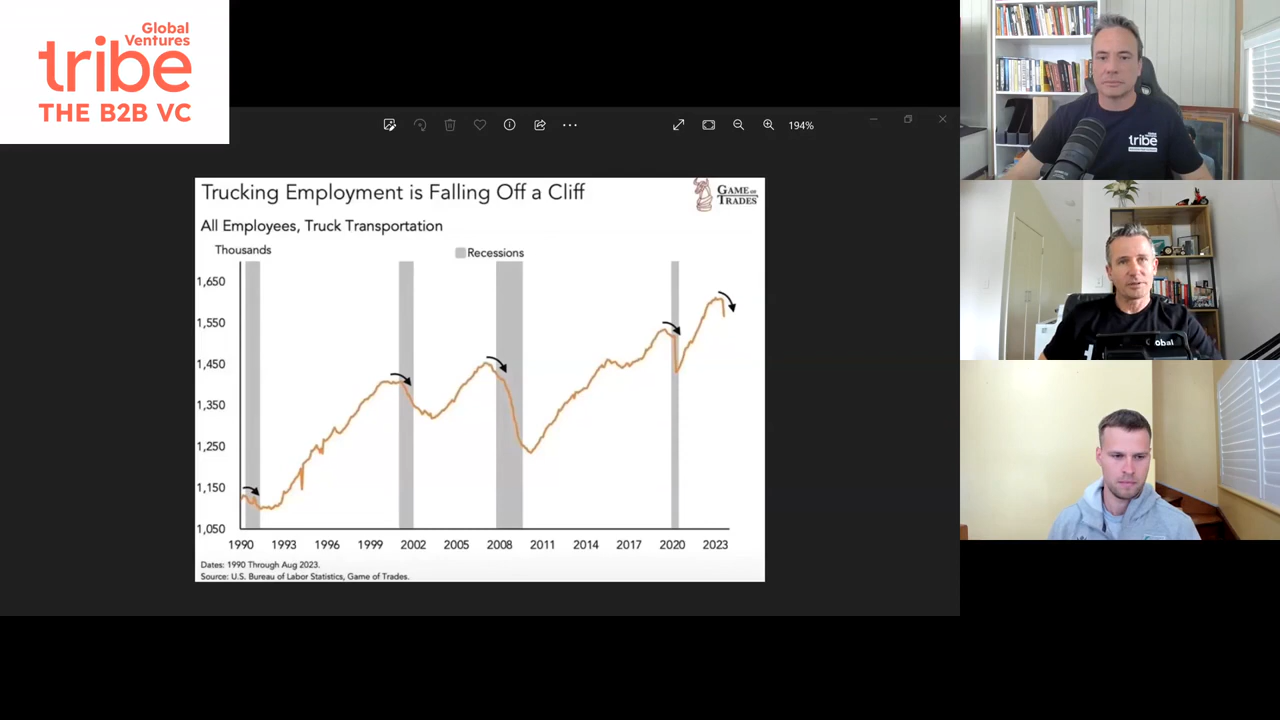 Global
Ventures
tribe
THE B2B VC
194%
Trucking Employment is Falling Off a Cliff
GAME OF
TRADES
All Employees, Truck Transportation
Thousands
Recessions
1,650
1,550
1,450
1,350
1,250
1,150
1,050
1990 1993 1996 1999 2002 2005 2008 2011 2014 2017 2020 2023
Dates: 1990 Through Aug 2023.
Source: U.S. Bureau of Labor Statistics, Game of Trades.
Global
tribe
Global